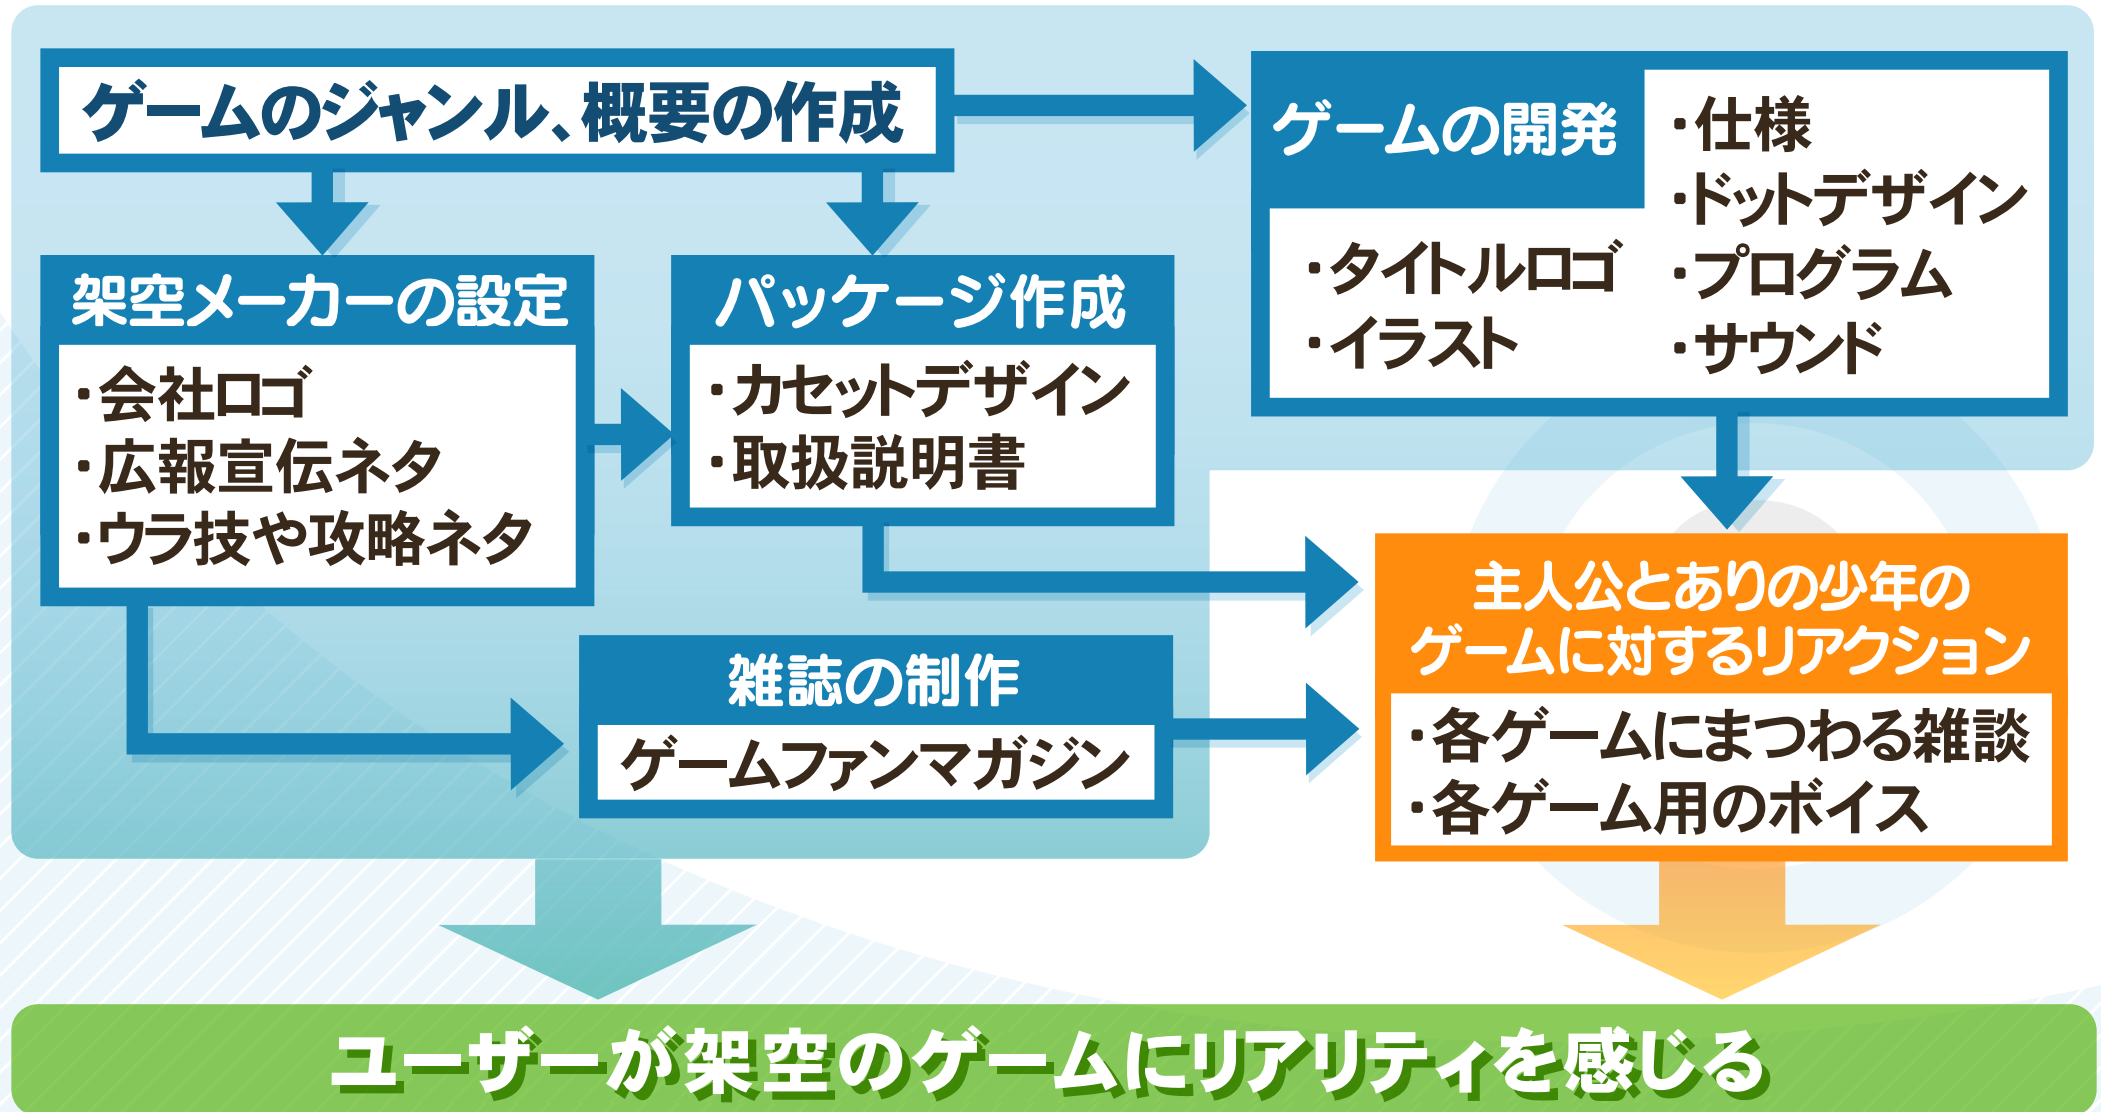 ゲームのジャンル、概要の作成
ゲームの開発
・タイトルロゴ
・イラスト
・仕様
・ドットデザイン
・プログラム
・サウンド
架空メーカーの設定
・会社ロゴ
・広報宣伝ネタ
・ウラ技や攻略ネタ
パッケージ作成
・カセットデザイン
・取扱説明書
雑誌の制作
ゲームファンマガジン
主人公とありの少年の
ゲームに対するリアクション
・各ゲームにまつわる雑談
・各ゲーム用のボイス
ユーザーが架空のゲームにリアリティを感じる